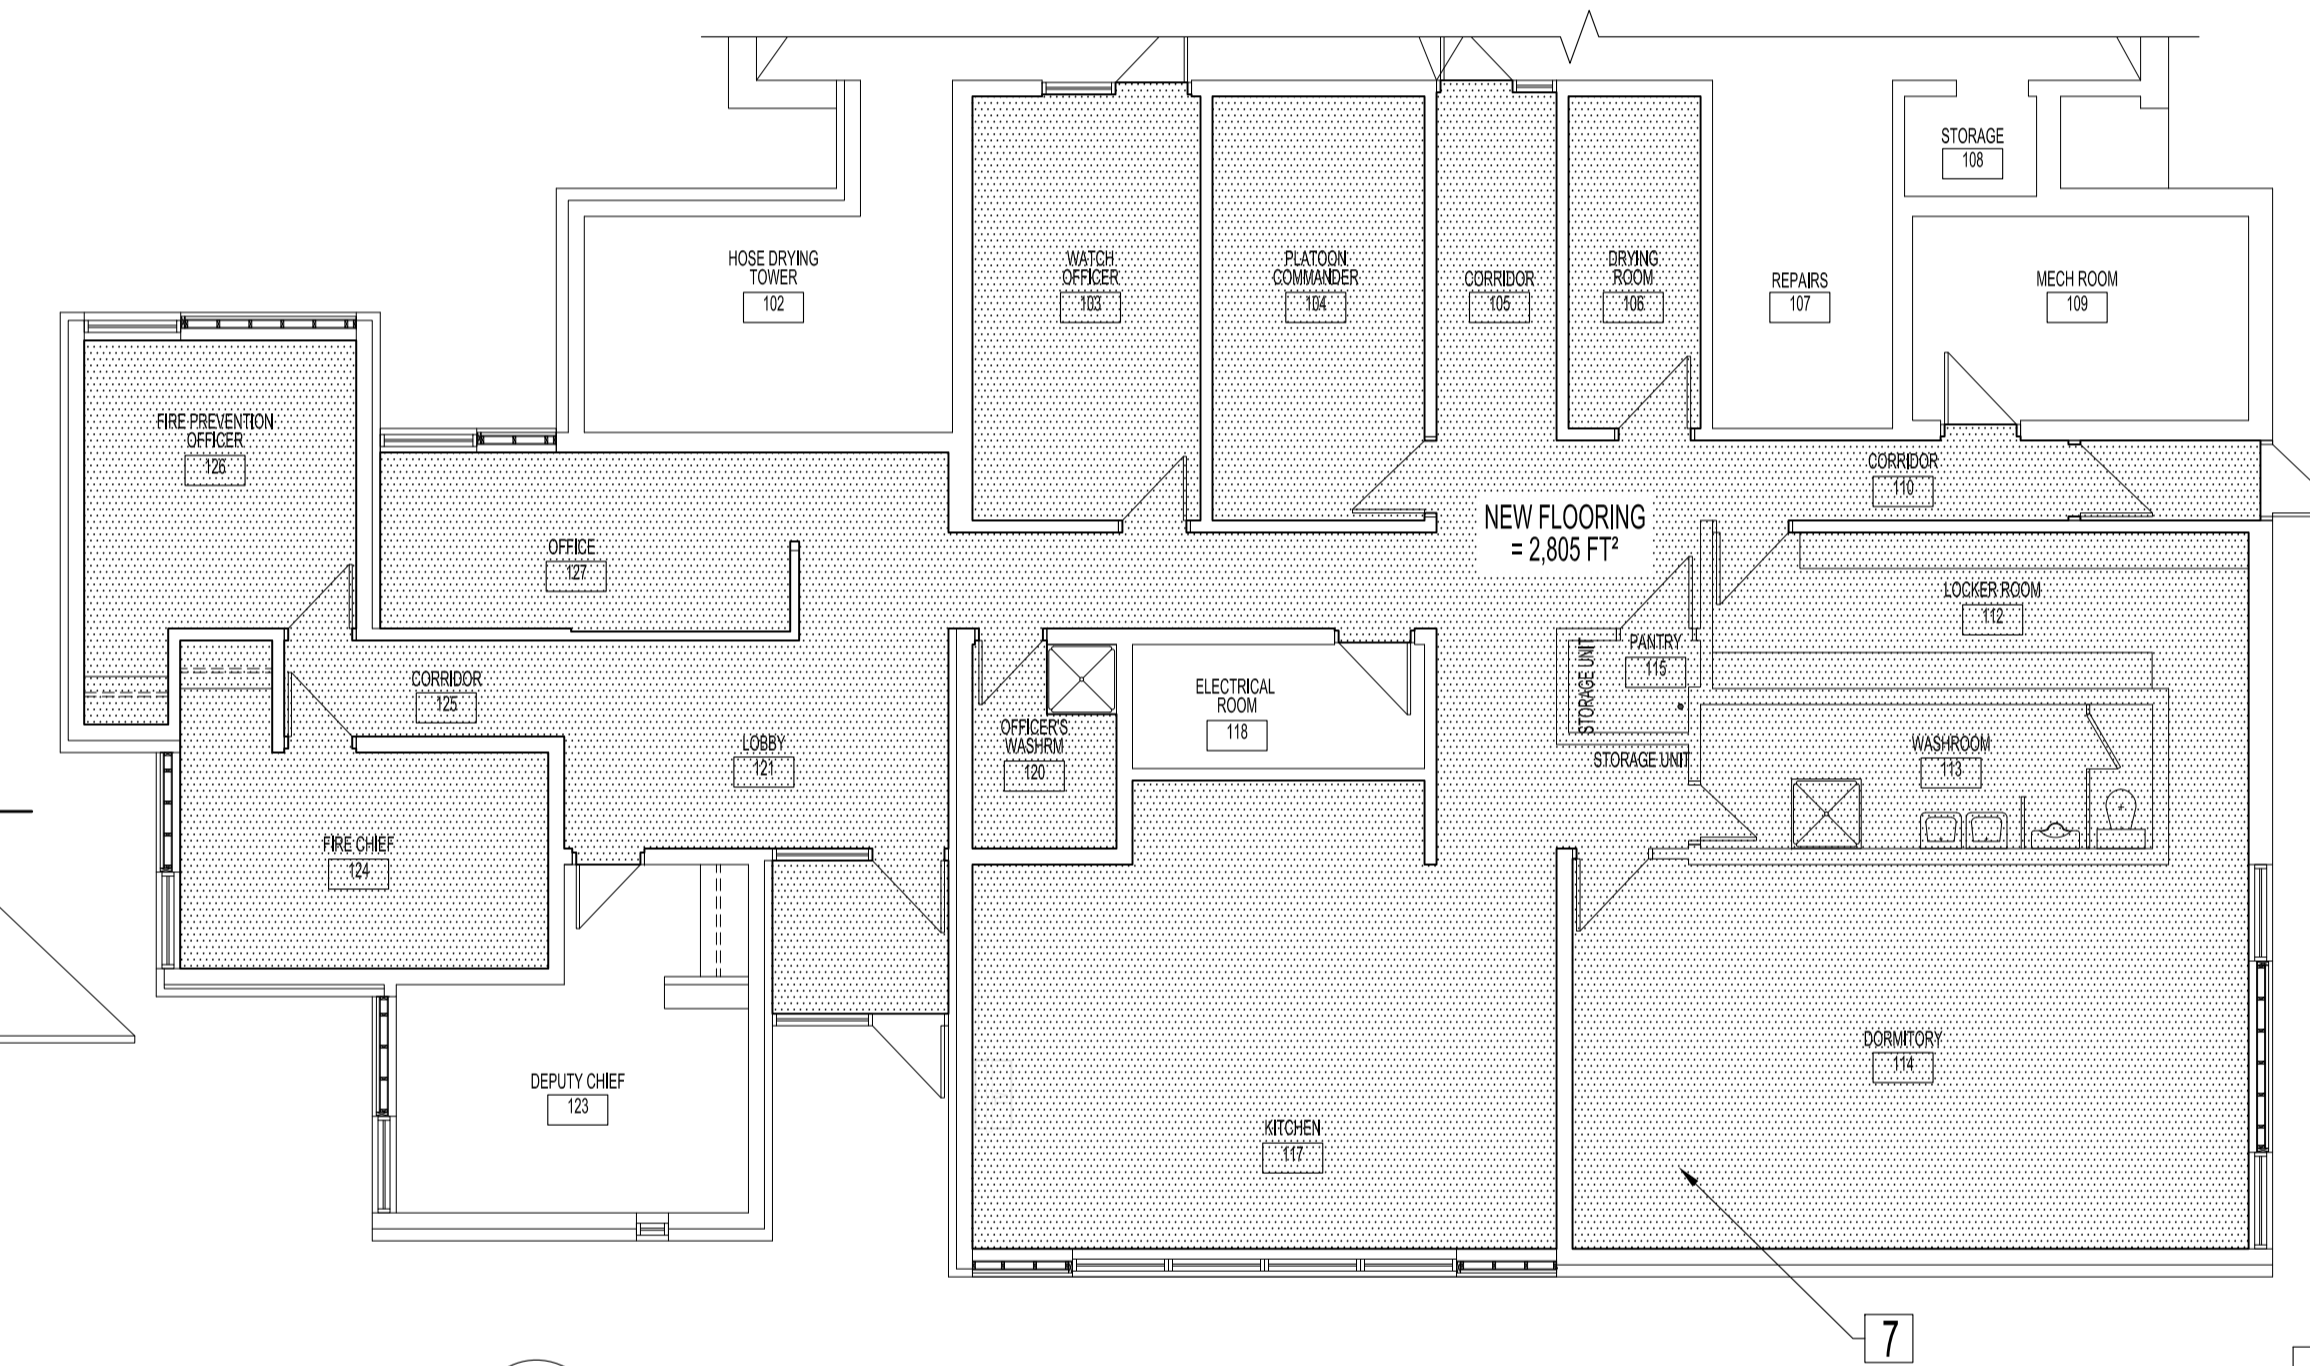 STORAGE
108
HOSE DRYING
TOWER
102
WATCH
OFFICER
103
PLATOON
COMMANDER
104
CORRIDOR
105
DRYING
ROOM
106
REPAIRS
107
MECH ROOM
109
FIRE PREVENTION
OFFICER
126
CORRIDOR
110
NEW FLOORING
= 2,805 FT²
OFFICE
127
LOCKER ROOM
112
PANTRY
115
STORAGE UNIT
CORRIDOR
125
ELECTRICAL
ROOM
118
OFFICER'S
WASHRM
120
LOBBY
121
STORAGE UNIT
WASHROOM
113
FIRE CHIEF
124
DEPUTY CHIEF
123
DORMITORY
114
KITCHEN
117
7